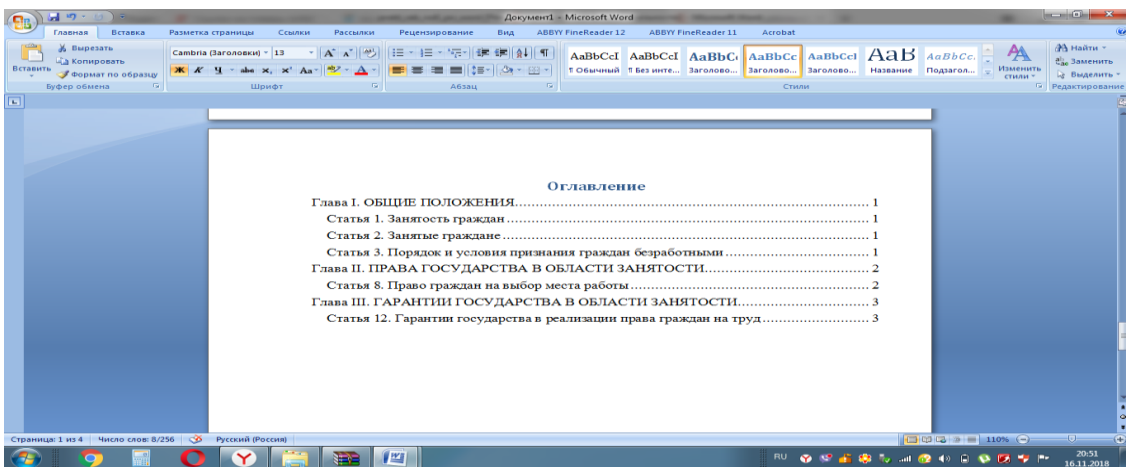 Документ1 - Microsoft Word
Главная Вставка Разметка страницы Ссылки Рассылки Рецензирование Вид ABBYY FineReader 12 ABBYY FineReader 11 Acrobat
Вставить
Вырезать
Копировать
Формат по образцу
Буфер обмена
Cambria (Заголовки) 13
Ж К Ч abe x, x' Aa
Шрифт
Абзац
AaBbCcI AaBbCcI AaBbC AaBbCc AaBbCcI AaB AaBbCc.
¶ Обычный ¶ Без инте... Заголово... Заголово... Заголово... Название Подзагол...
Изменить стили
Стили
Найти
Заменить
Выделить
Редактирование
Оглавление
Глава I. ОБЩИЕ ПОЛОЖЕНИЯ 1
Статья 1. Занятость граждан 1
Статья 2. Занятые граждане 1
Статья 3. Порядок и условия признания граждан безработными 1
Глава II. ПРАВА ГОСУДАРСТВА В ОБЛАСТИ ЗАНЯТОСТИ 2
Статья 8. Право граждан на выбор места работы 2
Глава III. ГАРАНТИИ ГОСУДАРСТВА В ОБЛАСТИ ЗАНЯТОСТИ 3
Статья 12. Гарантии государства в реализации права граждан на труд 3
Страница: 1 из 4 Число слов: 8/256 Русский (Россия) 110%
RU 20:51
16.11.2018